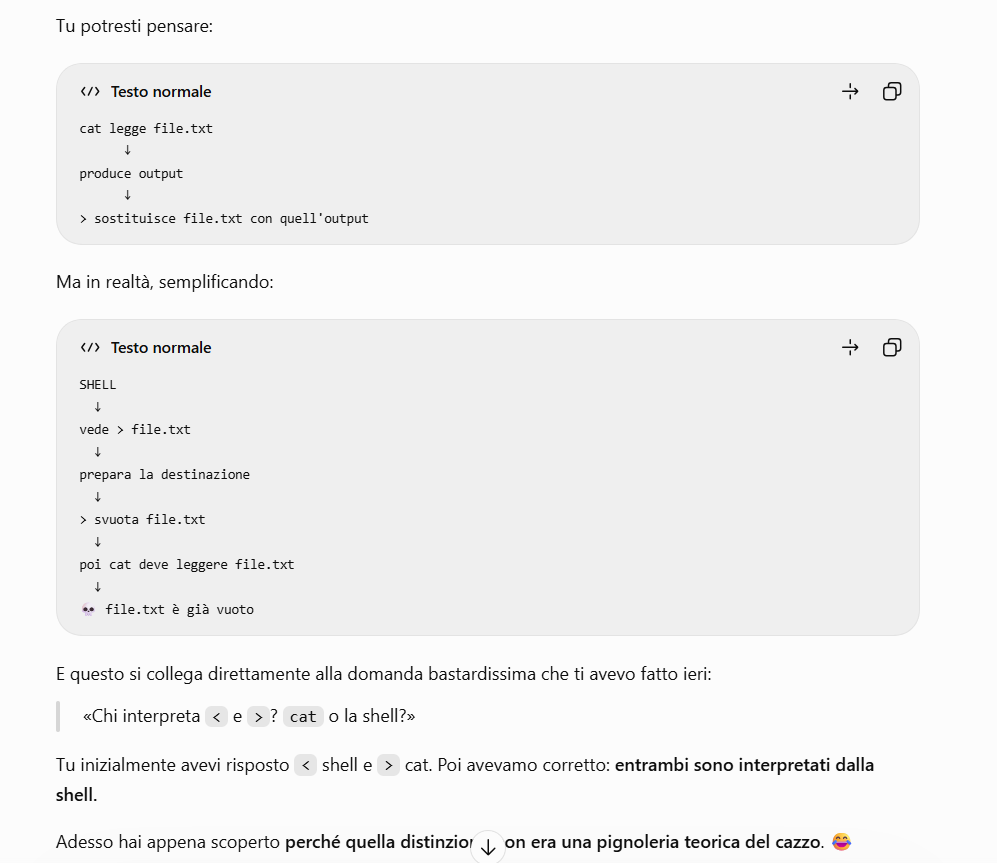 Tu potresti pensare:
Testo normale
cat legge file.txt
↓
produce output
↓
> sostituisce file.txt con quell'output
Ma in realtà, semplificando:
Testo normale
SHELL
↓
vede > file.txt
↓
prepara la destinazione
↓
> svuota file.txt
↓
poi cat deve leggere file.txt
↓
💀 file.txt è già vuoto
E questo si collega direttamente alla domanda bastardissima che ti avevo fatto ieri:
«Chi interpreta < e >? cat o la shell?»
Tu inizialmente avevi risposto < shell e > cat. Poi avevamo corretto: entrambi sono interpretati dalla
shell.
Adesso hai appena scoperto perché quella distinzion on era una pignoleria teorica del cazzo. 😂